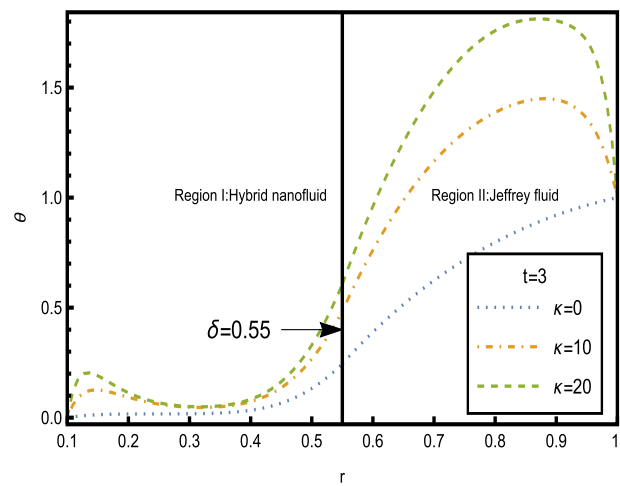 1.5
1.0
0.5
0.0
θ
Region I:Hybrid nanofluid
Region II:Jeffrey fluid
δ=0.55
t=3
κ=0
κ=10
κ=20
0.1 0.2 0.3 0.4 0.5 0.6 0.7 0.8 0.9 1
r